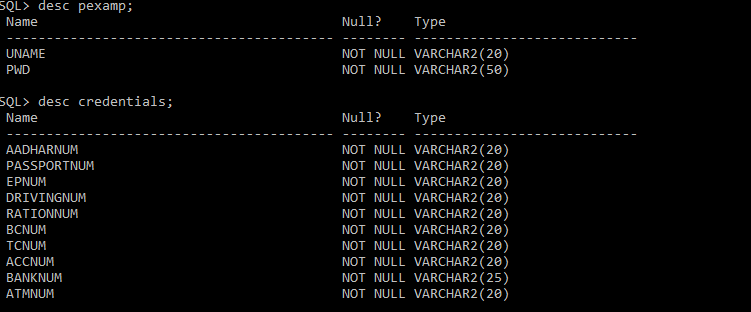 SQL> desc pexamp;
Name Null? Type
----------------------------------------- -------- ----------------------------
UNAME NOT NULL VARCHAR2(20)
PWD NOT NULL VARCHAR2(50)
SQL> desc credentials;
Name Null? Type
----------------------------------------- -------- ----------------------------
AADHARNUM NOT NULL VARCHAR2(20)
PASSPORTNUM NOT NULL VARCHAR2(20)
EPNUM NOT NULL VARCHAR2(20)
DRIVINGNUM NOT NULL VARCHAR2(20)
RATIONNUM NOT NULL VARCHAR2(20)
BCNUM NOT NULL VARCHAR2(20)
TCNUM NOT NULL VARCHAR2(20)
ACCNUM NOT NULL VARCHAR2(20)
BANKNUM NOT NULL VARCHAR2(25)
ATMNUM NOT NULL VARCHAR2(20)